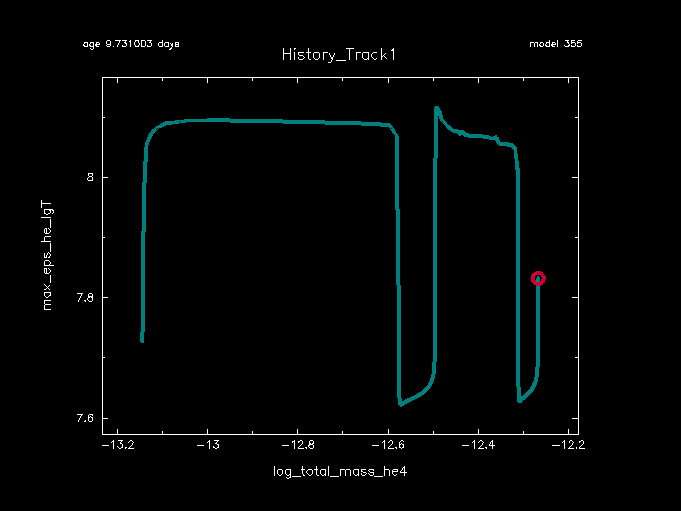 age 9.731003 days
model 355
History_Track1
8
7.8
7.6
max_eps_he_lgT
-13.2
-13
-12.8
-12.6
-12.4
-12.2
log_total_mass_he4